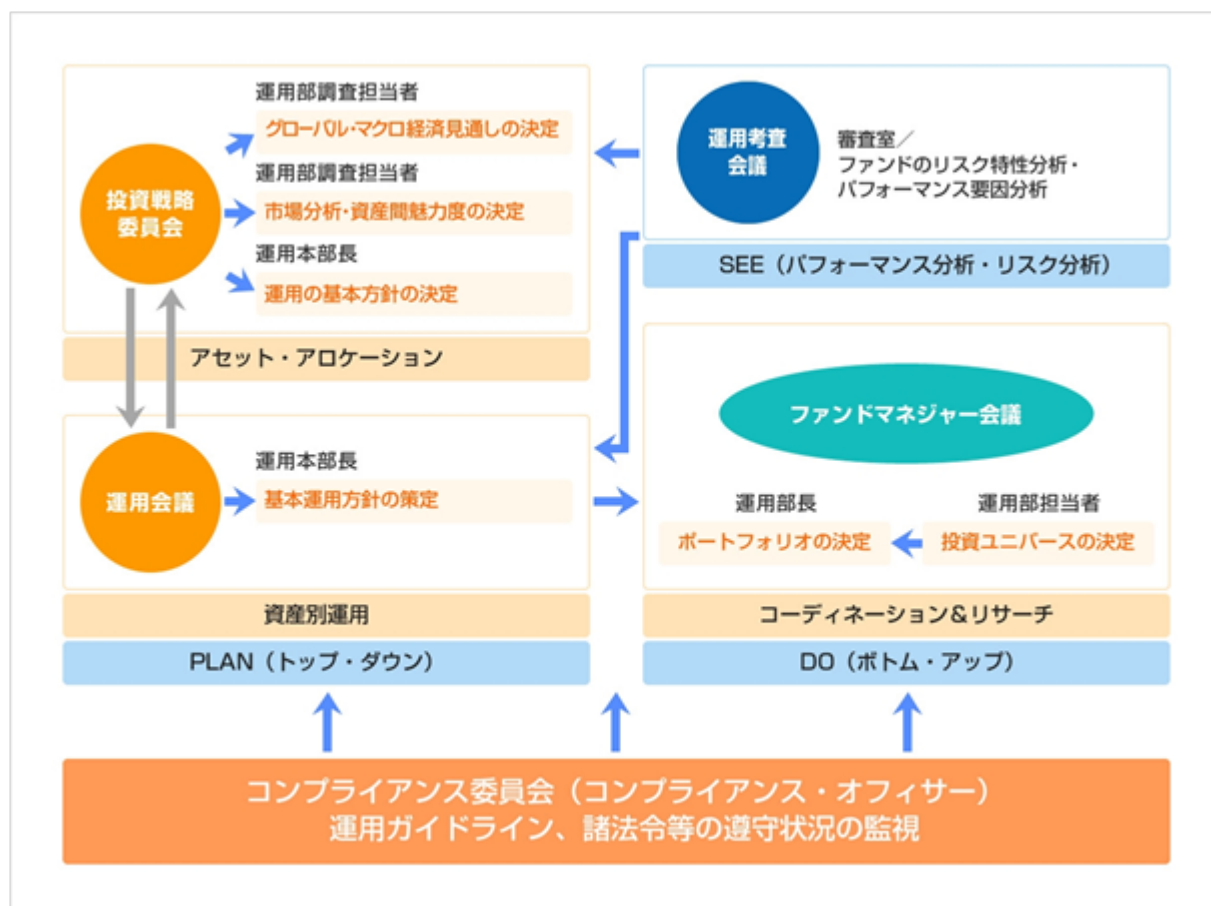 運用部調査担当者
グローバル・マクロ経済見通しの決定
運用部調査担当者
市場分析・資産間魅力度の決定
運用本部長
運用の基本方針の決定
投資戦略
委員会
アセット・アロケーション
運用考査
会議
審査室／
ファンドのリスク特性分析・
パフォーマンス要因分析
SEE（パフォーマンス分析・リスク分析）
運用会議
運用本部長
基本運用方針の策定
資産別運用
PLAN（トップ・ダウン）
ファンドマネジャー会議
運用部長
ポートフォリオの決定
運用部担当者
投資ユニバースの決定
コーディネーション＆リサーチ
DO（ボトム・アップ）
コンプライアンス委員会（コンプライアンス・オフィサー）
運用ガイドライン、諸法令等の遵守状況の監視